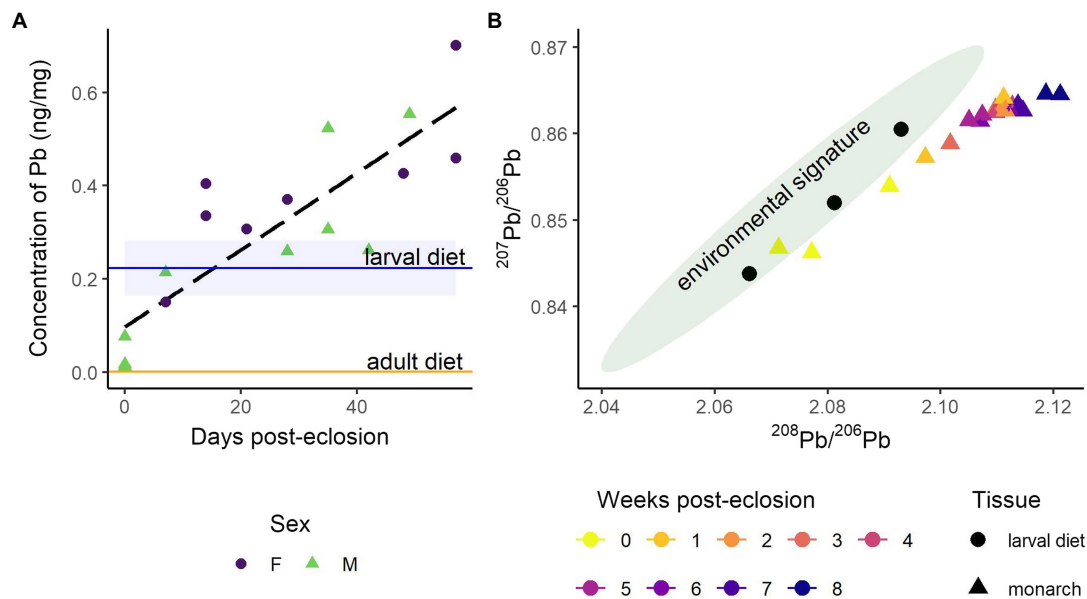 A
B
Concentration of Pb (ng/mg)
0.6
0.4
0.2
0.0
larval diet
adult diet
0 20 40
Days post-eclosion
Sex
F M
²⁰⁷Pb/²⁰⁶Pb
0.87
0.86
0.85
0.84
environmental signature
2.04 2.06 2.08 2.10 2.12
²⁰⁸Pb/²⁰⁶Pb
Weeks post-eclosion
0 1 2 3 4
5 6 7 8
Tissue
larval diet
monarch